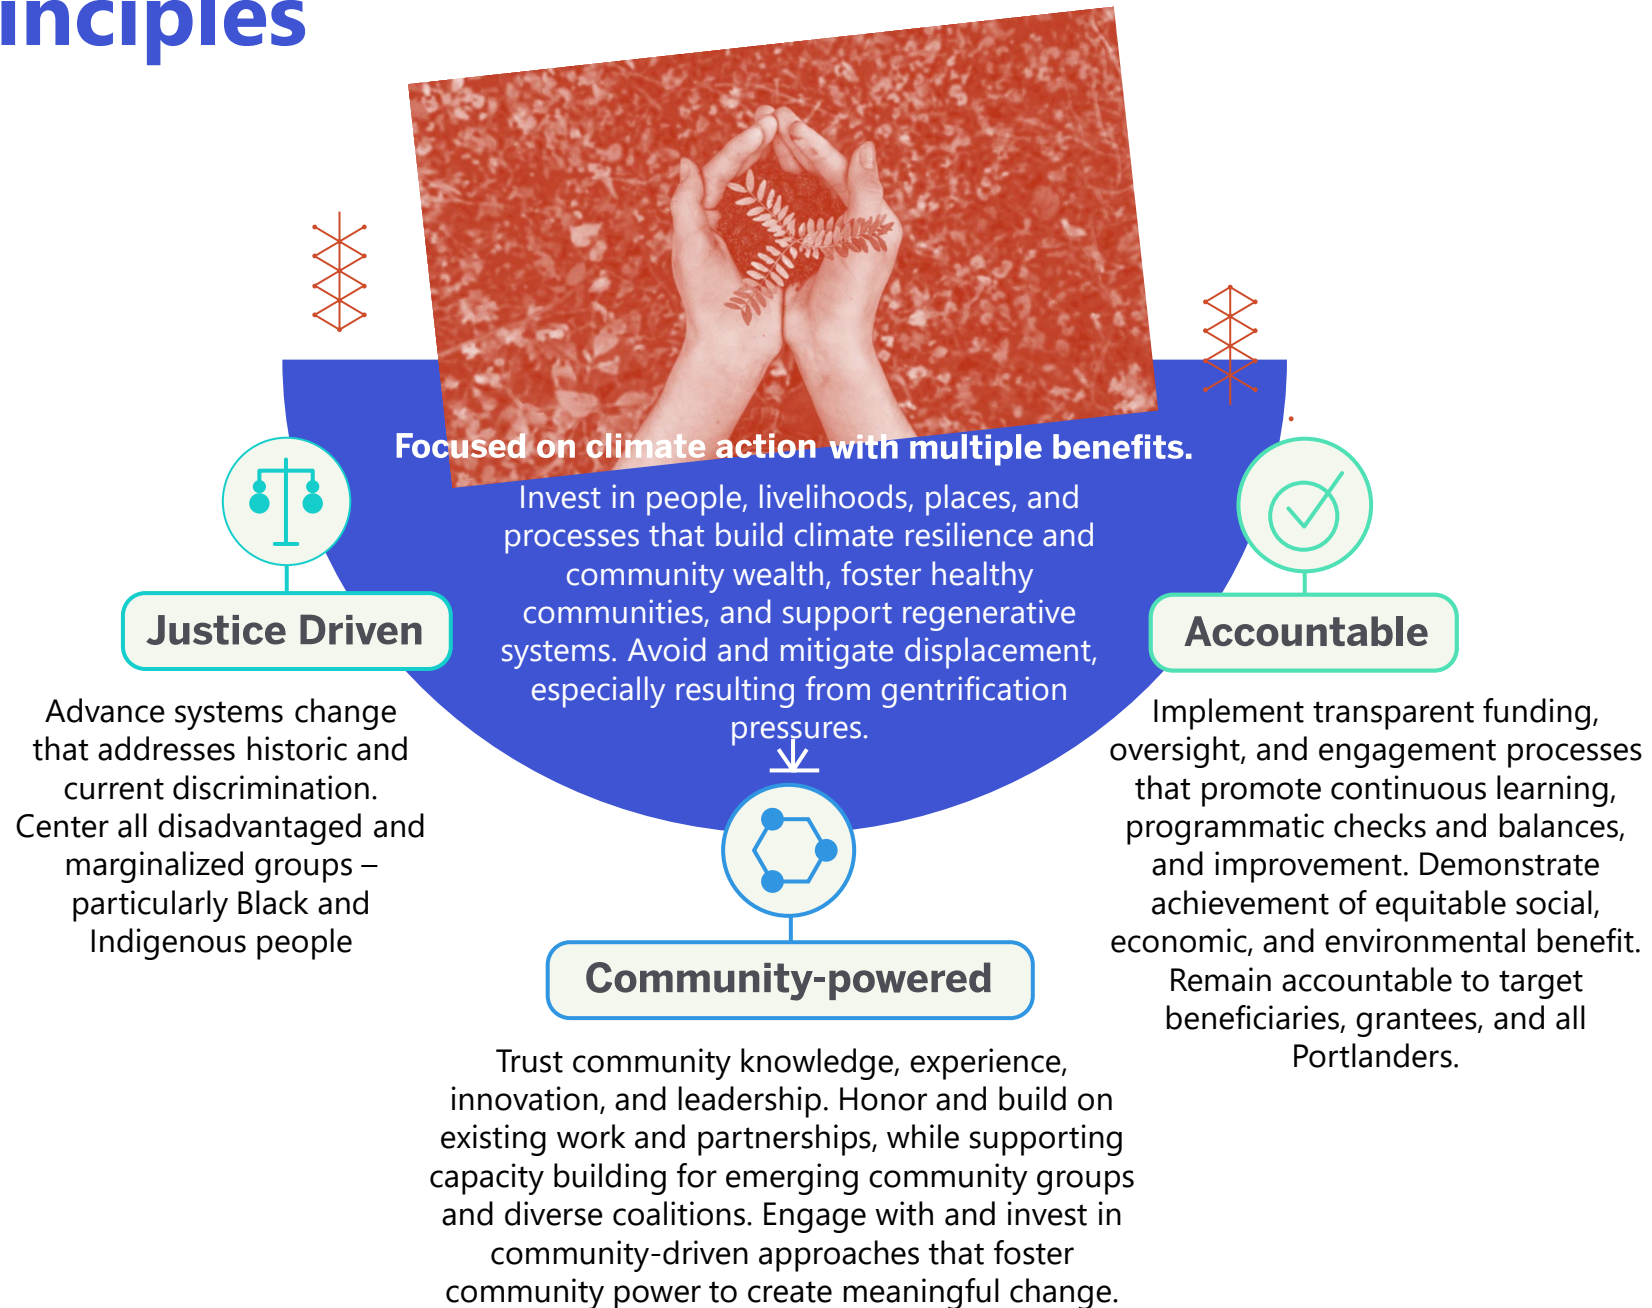 inciples
Focused on climate action with multiple benefits.
Invest in people, livelihoods, places, and
processes that build climate resilience and
community wealth, foster healthy
communities, and support regenerative
systems. Avoid and mitigate displacement,
especially resulting from gentrification
pressures.
Justice Driven
Advance systems change
that addresses historic and
current discrimination.
Center all disadvantaged and
marginalized groups –
particularly Black and
Indigenous people
Community-powered
Trust community knowledge, experience,
innovation, and leadership. Honor and build on
existing work and partnerships, while supporting
capacity building for emerging community groups
and diverse coalitions. Engage with and invest in
community-driven approaches that foster
community power to create meaningful change.
Accountable
Implement transparent funding,
oversight, and engagement processes
that promote continuous learning,
programmatic checks and balances,
and improvement. Demonstrate
achievement of equitable social,
economic, and environmental benefit.
Remain accountable to target
beneficiaries, grantees, and all
Portlanders.